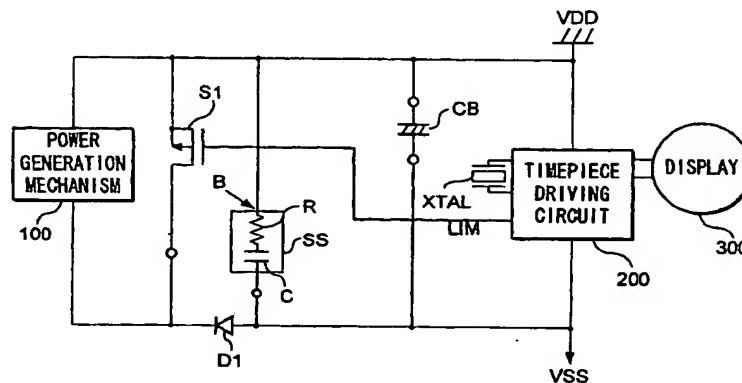 VDD
S1
CB
POWER
GENERATION
MECHANISM
100
B
R
SS
C
XTAL
LIM
TIMEPIECE
DRIVING
CIRCUIT
200
DISPLAY
300
D1
VSS